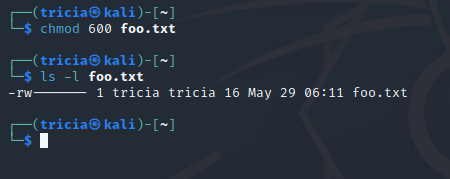 ┌──(tricia㉿kali)-[~]
└─$ chmod 600 foo.txt
┌──(tricia㉿kali)-[~]
└─$ ls -l foo.txt
-rw------- 1 tricia tricia 16 May 29 06:11 foo.txt
┌──(tricia㉿kali)-[~]
└─$